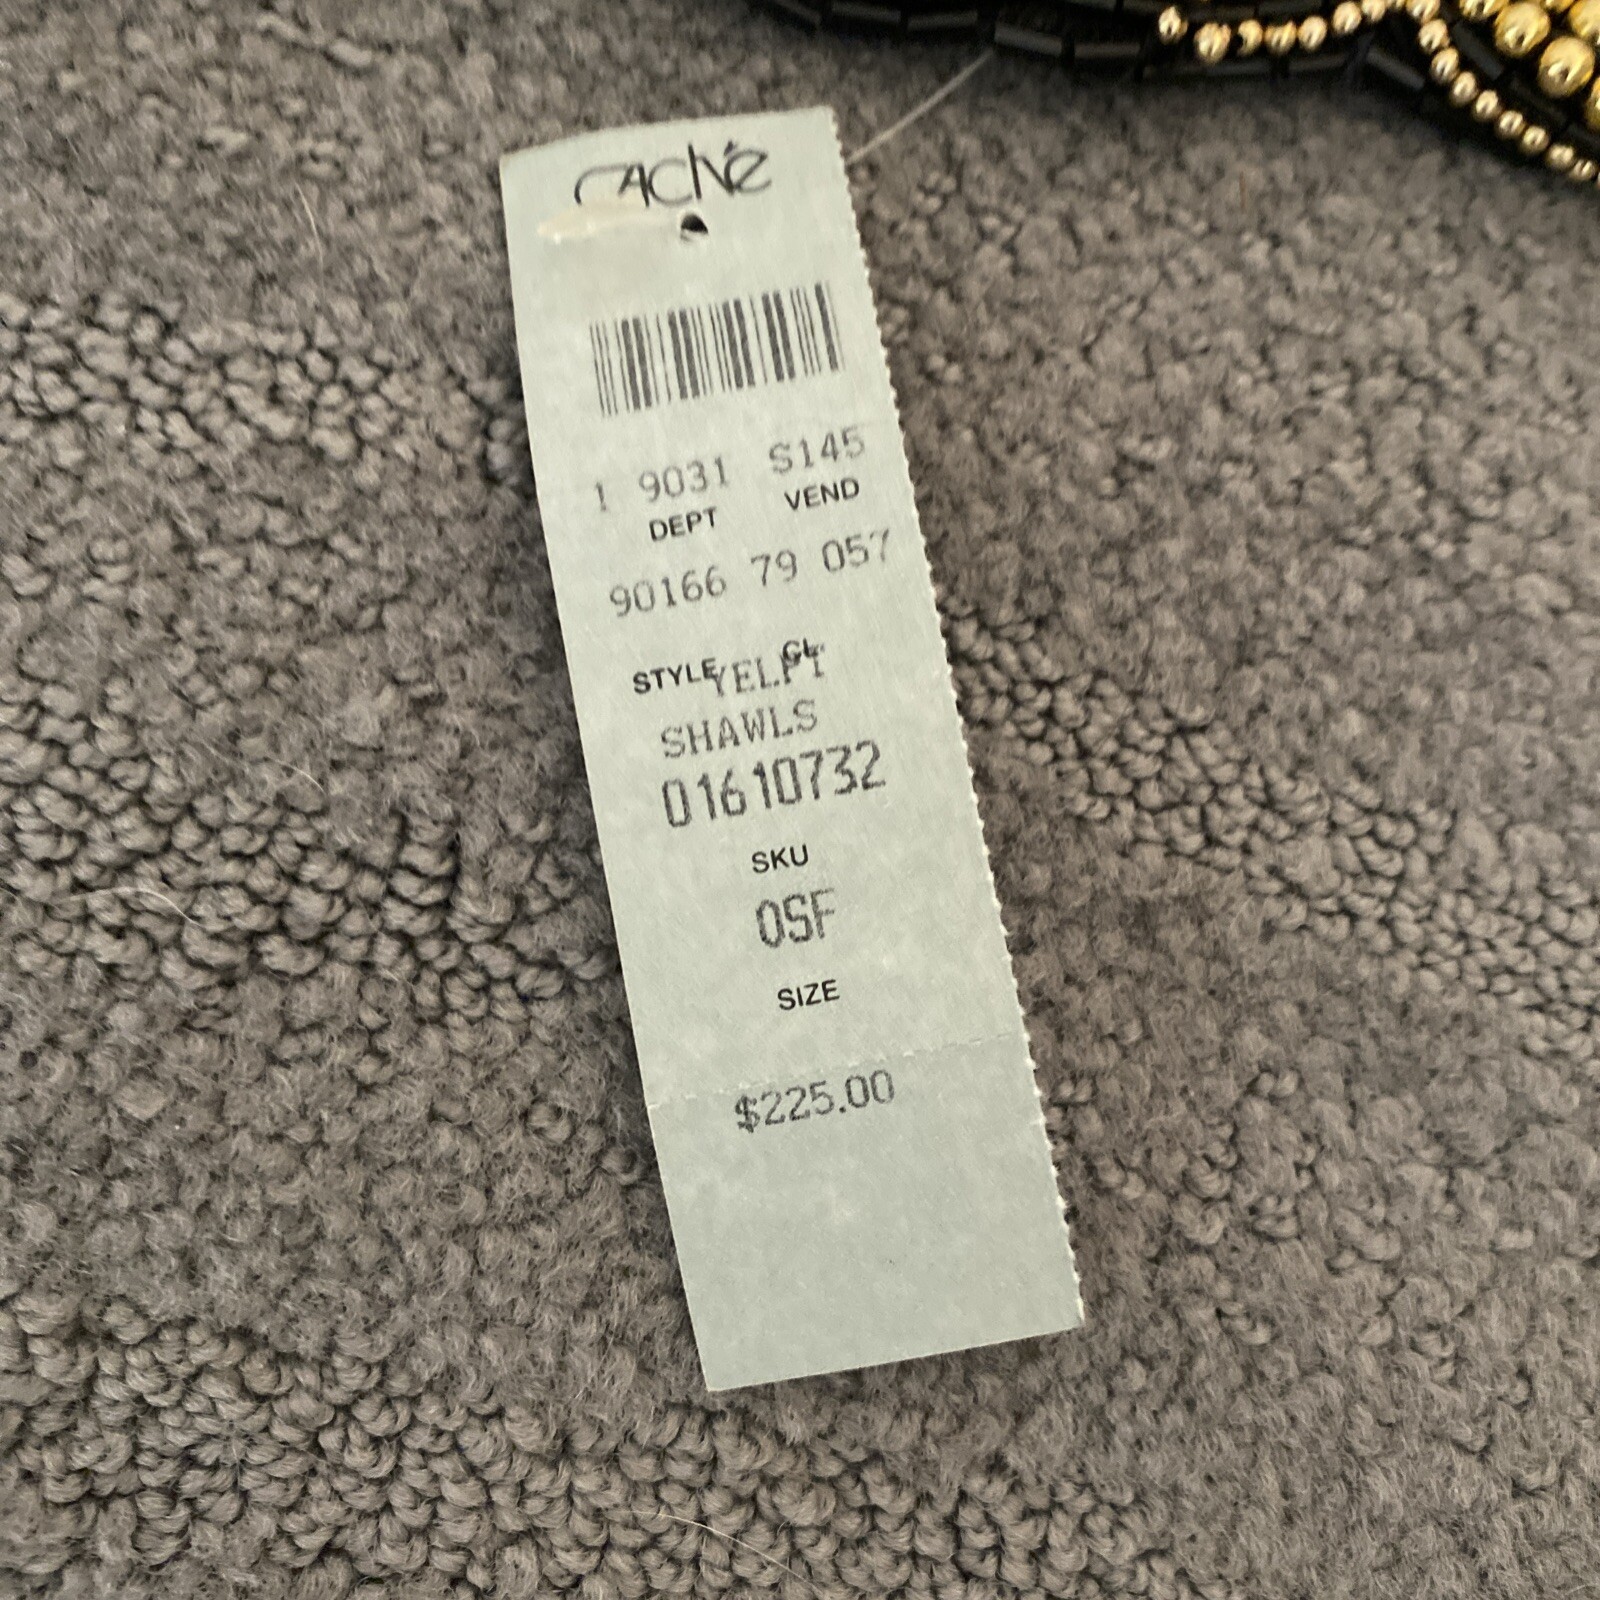 Caché
1 9031 S145
DEPT VEND
90166 79 057
STYLE CL
SHAWLS
01610732
SKU
OSF
SIZE
$225.00